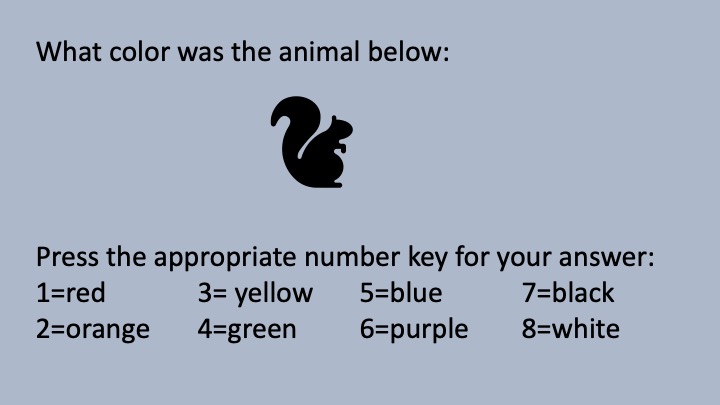 What color was the animal below:
Press the appropriate number key for your answer:
1=red 3= yellow 5=blue 7=black
2=orange 4=green 6=purple 8=white